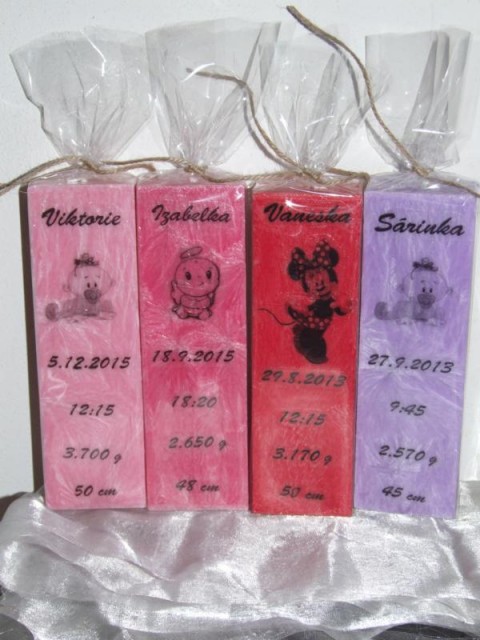 Viktorie
5.12.2015
12:15
3.700 g
50 cm
Izabelka
18.9.2015
18:20
2.650 g
48 cm
Vaneska
29.8.2013
12:15
3.170 g
50 cm
Sárinka
27.9.2013
9:45
2.570 g
45 cm